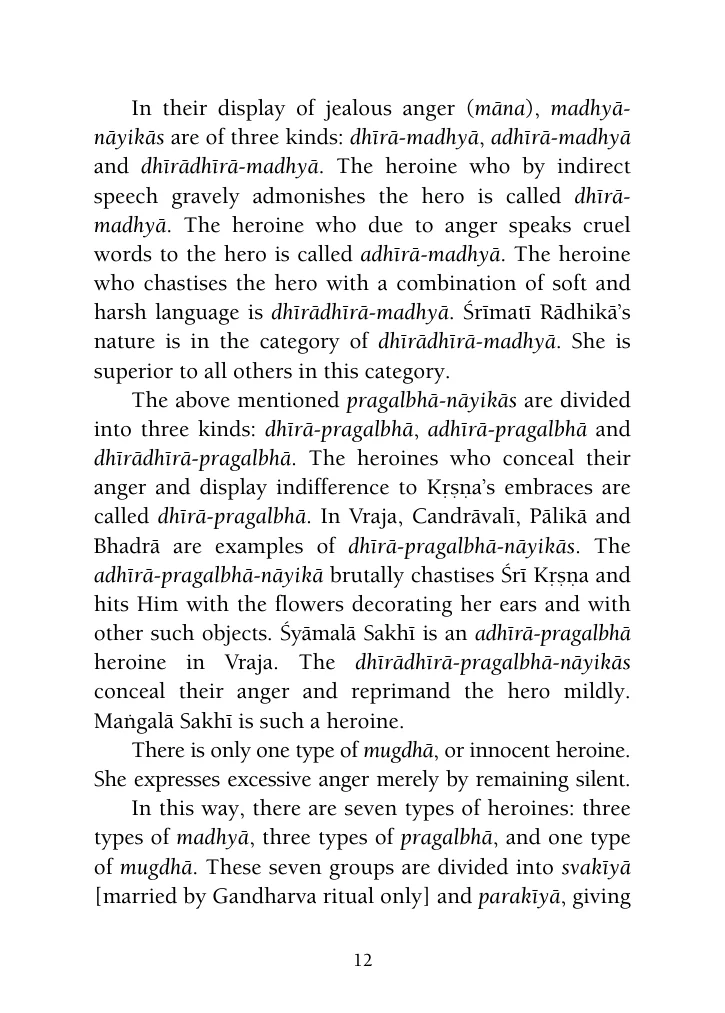 In their display of jealous anger (māna), madhyā-
nāyikās are of three kinds: dhīrā-madhyā, adhīrā-madhyā
and dhīrādhīrā-madhyā. The heroine who by indirect
speech gravely admonishes the hero is called dhīrā-
madhyā. The heroine who due to anger speaks cruel
words to the hero is called adhīrā-madhyā. The heroine
who chastises the hero with a combination of soft and
harsh language is dhīrādhīrā-madhyā. Śrīmatī Rādhikā’s
nature is in the category of dhīrādhīrā-madhyā. She is
superior to all others in this category.
The above mentioned pragalbhā-nāyikās are divided
into three kinds: dhīrā-pragalbhā, adhīrā-pragalbhā and
dhīrādhīrā-pragalbhā. The heroines who conceal their
anger and display indifference to Kṛṣṇa’s embraces are
called dhīrā-pragalbhā. In Vraja, Candrāvalī, Pālikā and
Bhadrā are examples of dhīrā-pragalbhā-nāyikās. The
adhīrā-pragalbhā-nāyikā brutally chastises Śrī Kṛṣṇa and
hits Him with the flowers decorating her ears and with
other such objects. Śyāmalā Sakhī is an adhīrā-pragalbhā
heroine in Vraja. The dhīrādhīrā-pragalbhā-nāyikās
conceal their anger and reprimand the hero mildly.
Maṅgalā Sakhī is such a heroine.
There is only one type of mugdhā, or innocent heroine.
She expresses excessive anger merely by remaining silent.
In this way, there are seven types of heroines: three
types of madhyā, three types of pragalbhā, and one type
of mugdhā. These seven groups are divided into svakīyā
[married by Gandharva ritual only] and parakīyā, giving
12